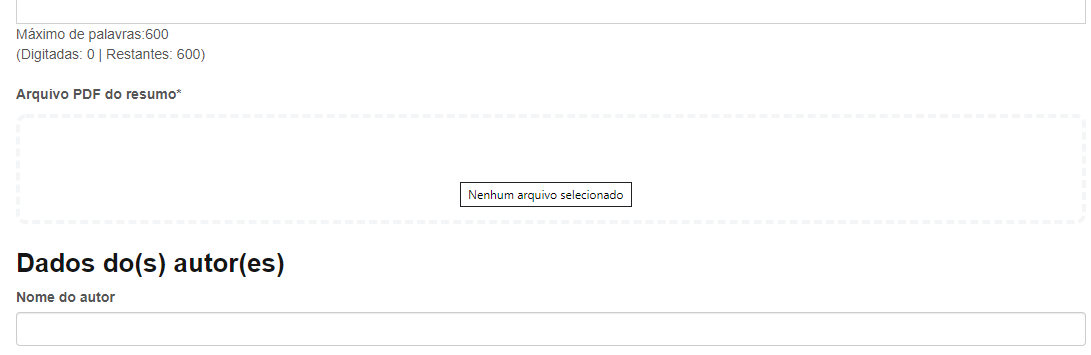 Máximo de palavras:600
(Digitadas: 0 | Restantes: 600)
Arquivo PDF do resumo*
Nenhum arquivo selecionado
Dados do(s) autor(es)
Nome do autor